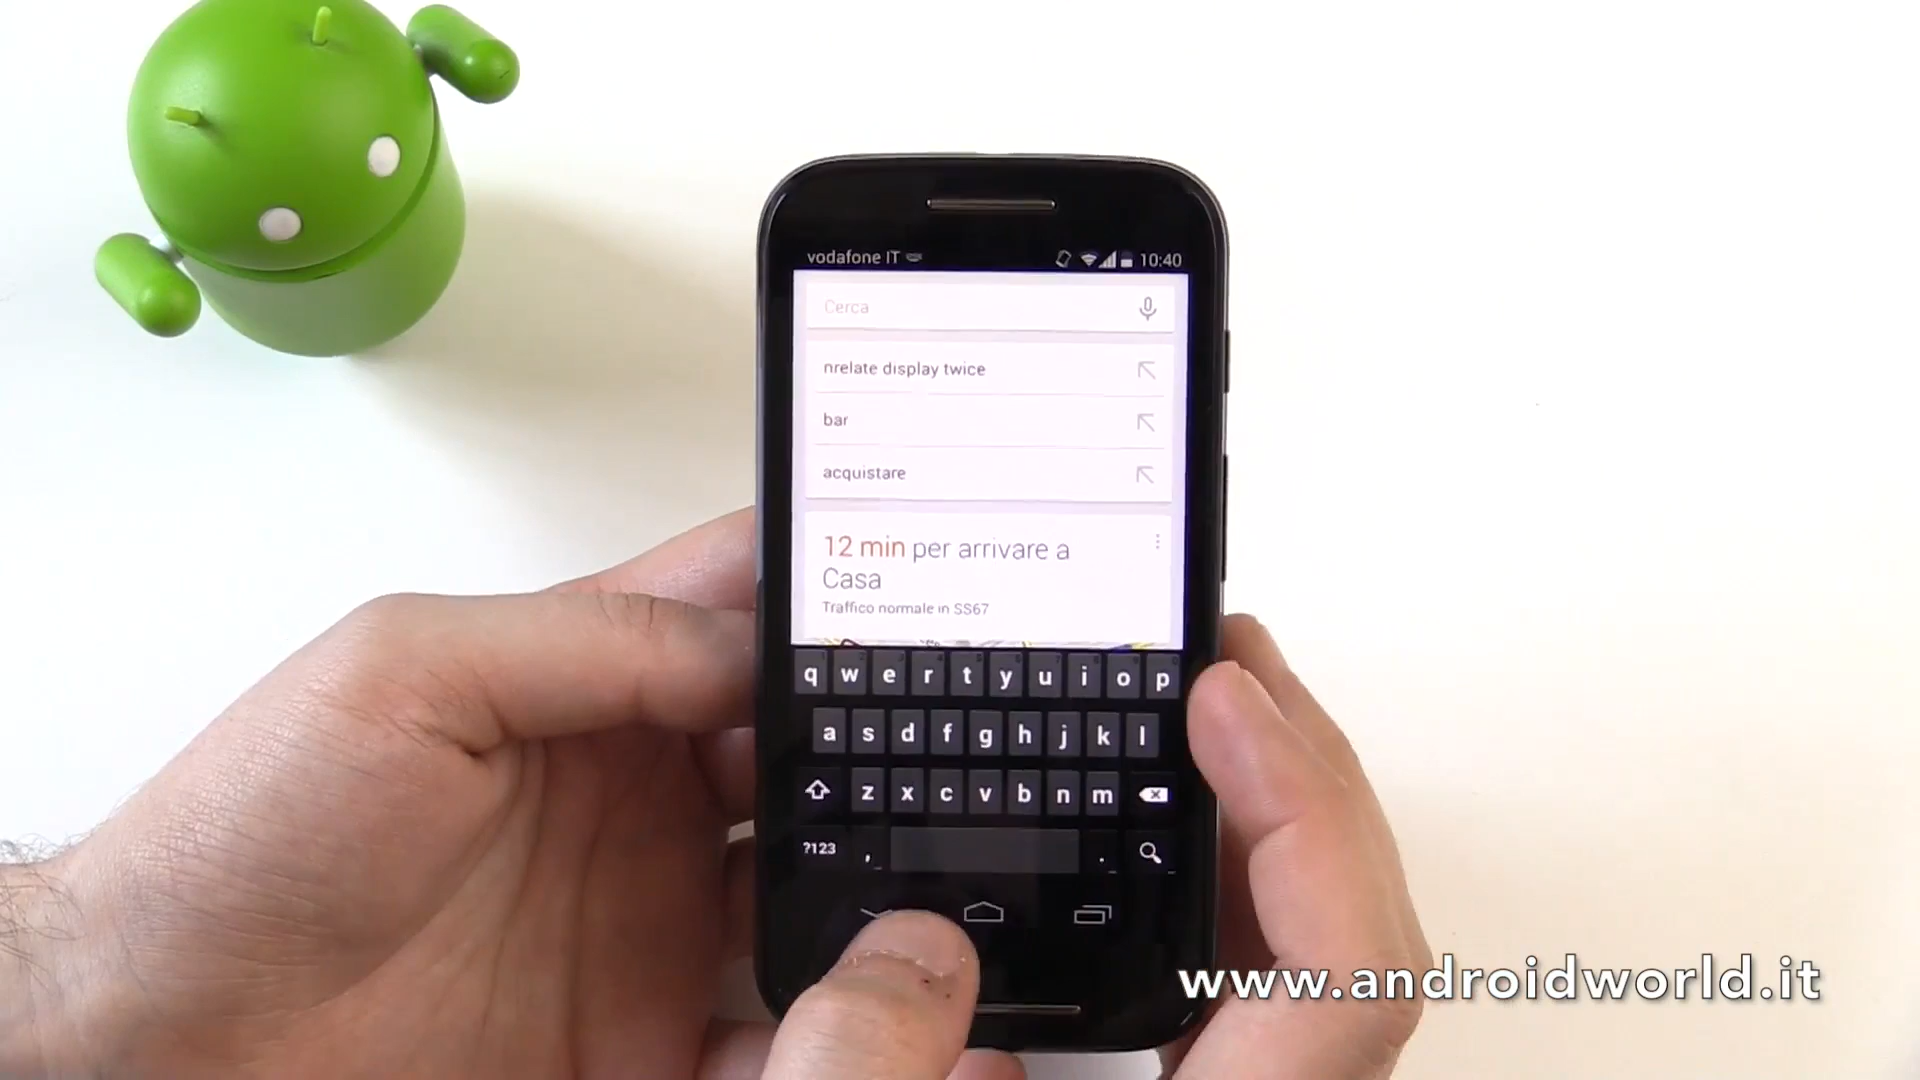 vodafone IT
10:40
Cerca
nrelate display twice
bar
acquistare
12 min per arrivare a
Casa
Traffico normale in SS67
q w e r t y u i o p
a s d f g h j k l
z x c v b n m
?123 , .
www.androidworld.it